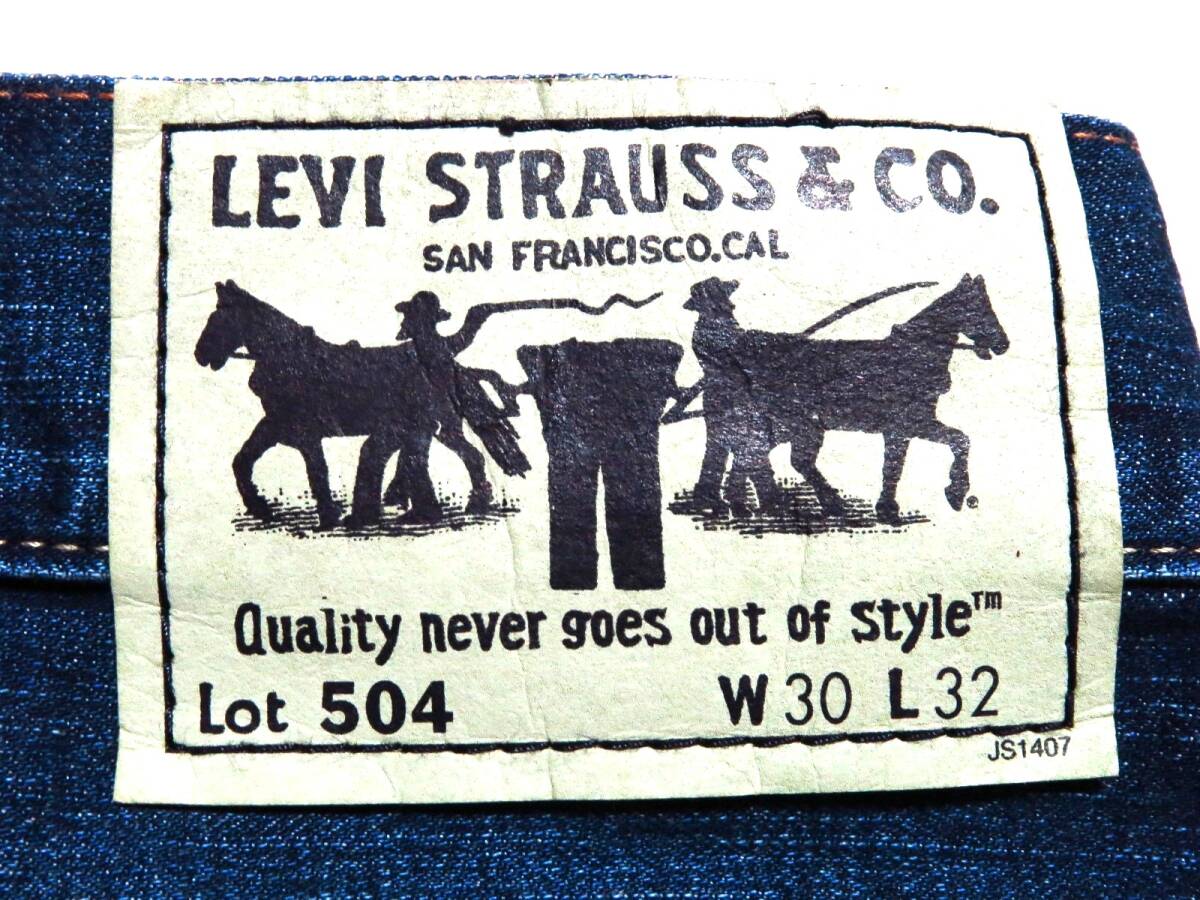 LEVI STRAUSS & CO.
SAN FRANCISCO.CAL
®
Quality never goes out of style™
Lot 504 W 30 L 32
JS1407